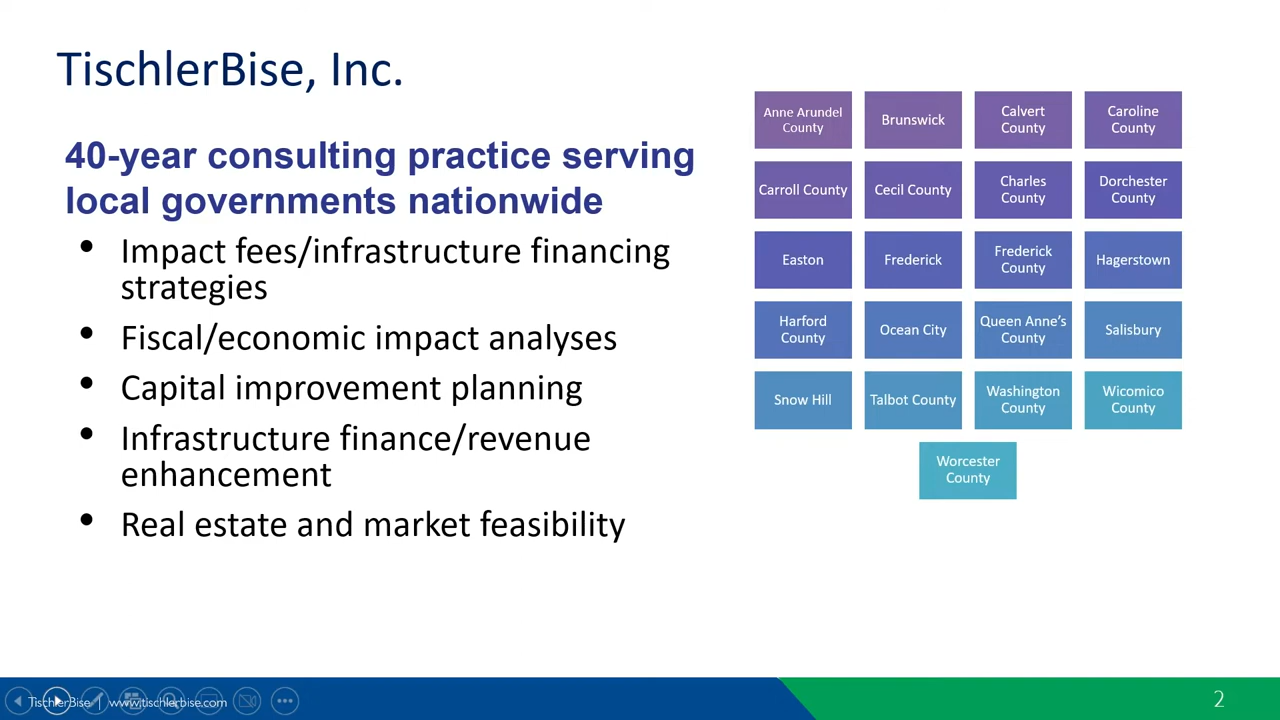 TischlerBise, Inc.
40-year consulting practice serving
local governments nationwide
• Impact fees/infrastructure financing
strategies
• Fiscal/economic impact analyses
• Capital improvement planning
• Infrastructure finance/revenue
enhancement
• Real estate and market feasibility
Anne Arundel
County
Brunswick
Calvert
County
Caroline
County
Carroll County
Cecil County
Charles
County
Dorchester
County
Easton
Frederick
Frederick
County
Hagerstown
Harford
County
Ocean City
Queen Anne's
County
Salisbury
Snow Hill
Talbot County
Washington
County
Wicomico
County
Worcester
County
TischlerBise | www.tischlerbise.com
2